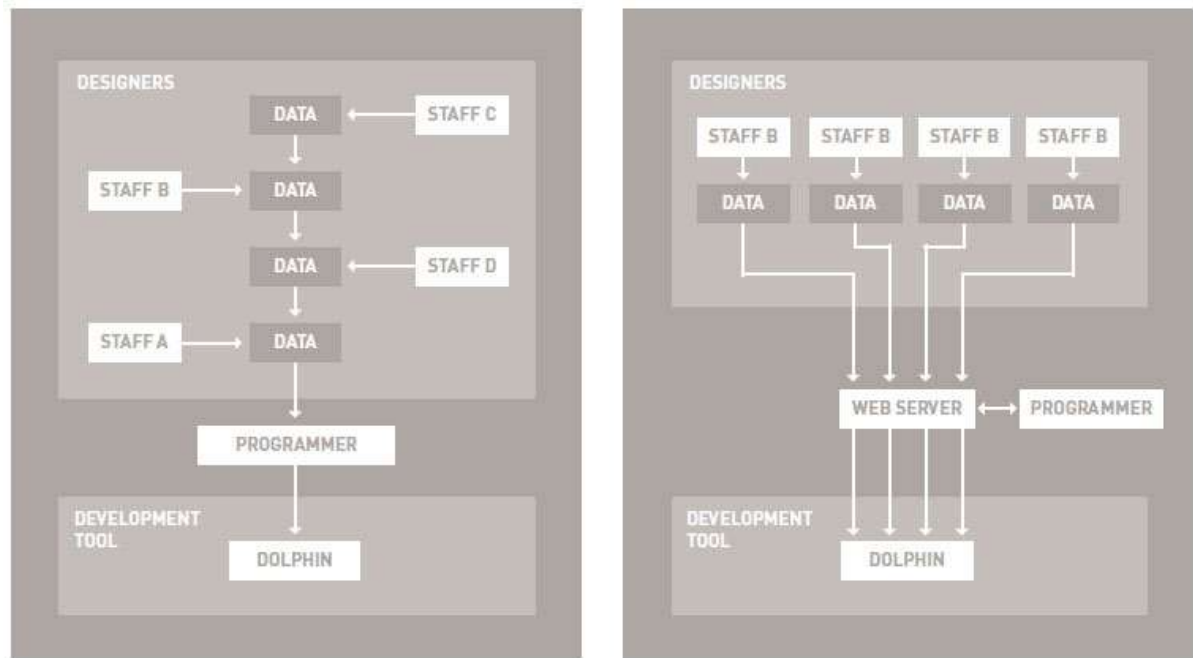 DESIGNERS
DATA
STAFF C
STAFF B
DATA
DATA
STAFF D
STAFF A
DATA
PROGRAMMER
DEVELOPMENT
TOOL
DOLPHIN
DESIGNERS
STAFF B
STAFF B
STAFF B
STAFF B
DATA
DATA
DATA
DATA
WEB SERVER
PROGRAMMER
DEVELOPMENT
TOOL
DOLPHIN